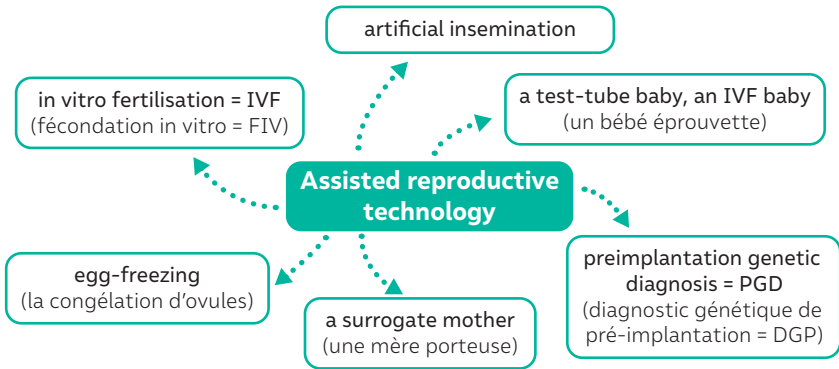 artificial insemination
in vitro fertilisation = IVF
(fécondation in vitro = FIV)
a test-tube baby, an IVF baby
(un bébé éprouvette)
Assisted reproductive
technology
egg-freezing
(la congélation d’ovules)
a surrogate mother
(une mère porteuse)
preimplantation genetic
diagnosis = PGD
(diagnostic génétique de
pré-implantation = DGP)